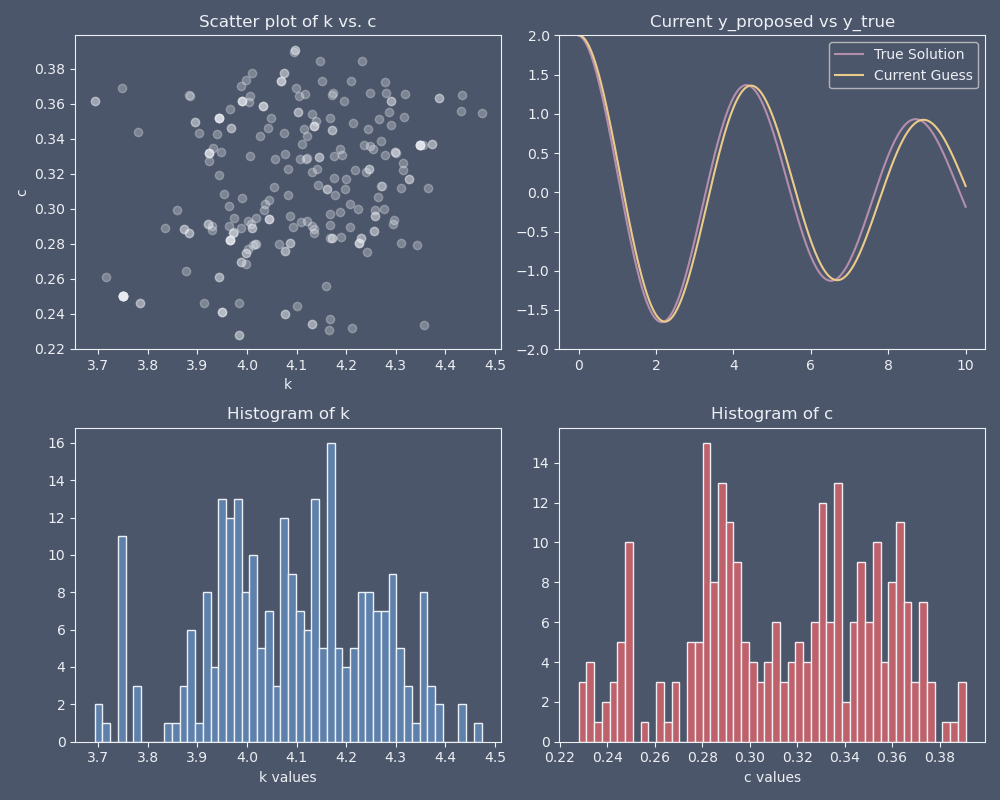 Scatter plot of k vs. c
0.38
0.36
0.34
0.32
0.30
0.28
0.26
0.24
0.22
c
3.7 3.8 3.9 4.0 4.1 4.2 4.3 4.4 4.5
k
Current y_proposed vs y_true
2.0
1.5
1.0
0.5
0.0
−0.5
−1.0
−1.5
−2.0
0 2 4 6 8 10
True Solution
Current Guess
Histogram of k
16
14
12
10
8
6
4
2
0
3.7 3.8 3.9 4.0 4.1 4.2 4.3 4.4 4.5
k values
Histogram of c
14
12
10
8
6
4
2
0
0.22 0.24 0.26 0.28 0.30 0.32 0.34 0.36 0.38
c values